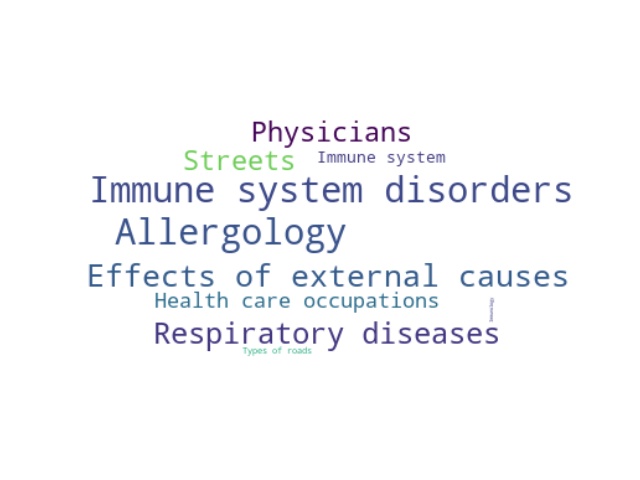 Physicians
Streets
Immune system
Immune system disorders
Allergology
Effects of external causes
Health care occupations
Immunology
Respiratory diseases
Types of roads